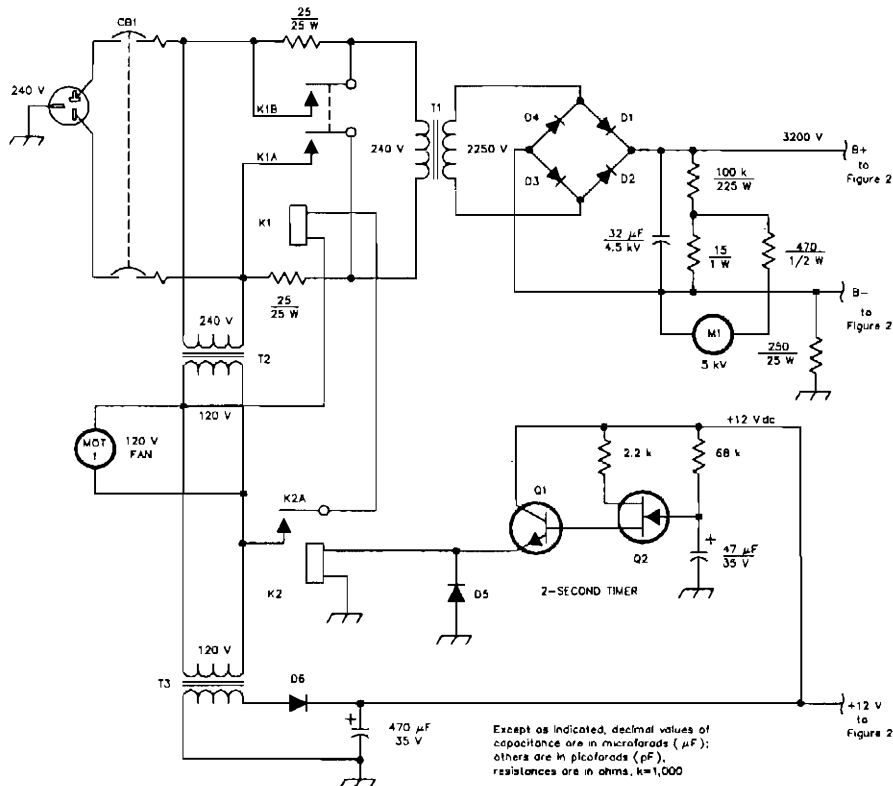 CB1
25
25 W
240 V
K1B
K1A
K1
25
25 W
T1
240 V
2250 V
D4
D1
D3
D2
3200 V
B+
to
Figure 2
100 k
225 W
32 µF
4.5 kV
15
1 W
470
1/2 W
B–
to
Figure 2
M1
5 kV
250
25 W
240 V
T2
120 V
MOT
1
120 V
FAN
K2A
K2
D5
Q1
2.2 k
+12 Vdc
68 k
Q2
47 µF
35 V
2-SECOND TIMER
120 V
T3
D6
470 µF
35 V
+12 V
to
Figure 2
Except as indicated, decimal values of
capacitance are in microfarads ( µF);
others are in picofarads (pF),
resistances are in ohms, k=1,000